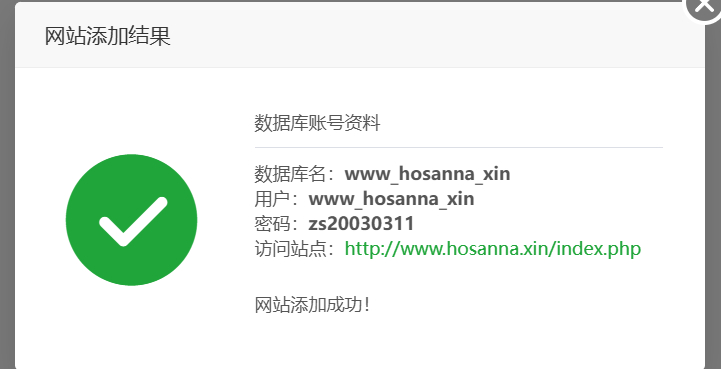 网站添加结果
数据库账号资料
数据库名：www_hosanna_xin
用户：www_hosanna_xin
密码：zs20030311
访问站点：http://www.hosanna.xin/index.php
网站添加成功！